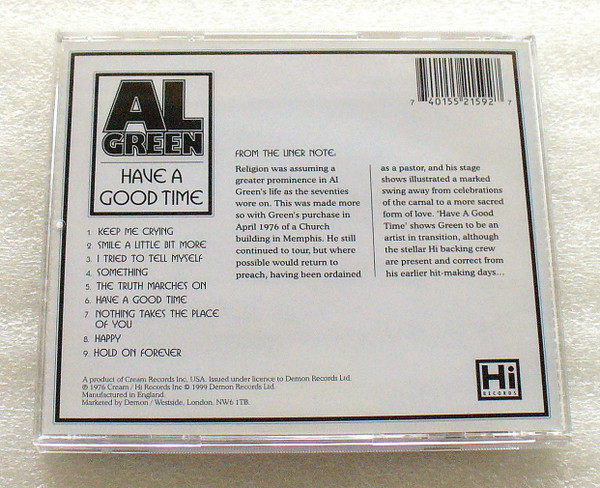 AL
GREEN
HAVE A
GOOD TIME
1. KEEP ME CRYING
2. SMILE A LITTLE BIT MORE
3. I TRIED TO TELL MYSELF
4. SOMETHING
5. THE TRUTH MARCHES ON
6. HAVE A GOOD TIME
7. NOTHING TAKES THE PLACE
OF YOU
8. HAPPY
9. HOLD ON FOREVER
FROM THE LINER NOTE.
Religion was assuming a
greater prominence in Al
Green's life as the seventies
wore on. This was made more
so with Green's purchase in
April 1976 of a Church
building in Memphis. He still
continued to tour, but where
possible would return to
preach, having been ordained
as a pastor, and his stage
shows illustrated a marked
swing away from celebrations
of the carnal to a more sacred
form of love. 'Have A Good
Time' shows Green to be an
artist in transition, although
the stellar Hi backing crew
are present and correct from
his earlier hit-making days...
7 40155 21592 7
A product of Cream Records Inc. USA. Issued under licence to Demon Records Ltd.
℗ 1976 Cream / Hi Records Inc © 1999 Demon Records Ltd.
Manufactured in England.
Marketed by Demon / Westside, London, NW6 1TB.
Hi
RECORDS